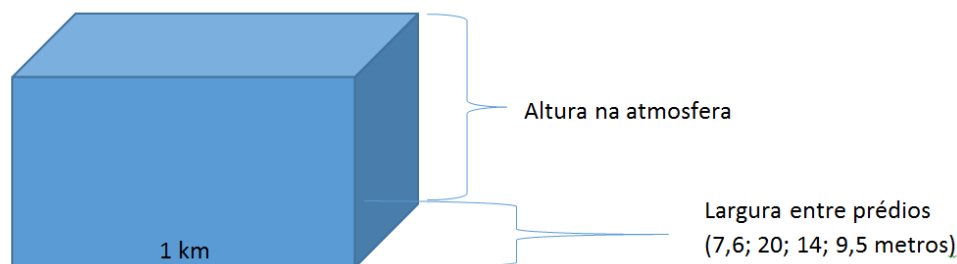 Altura na atmosfera
Largura entre prédios
(7,6; 20; 14; 9,5 metros)
1 km